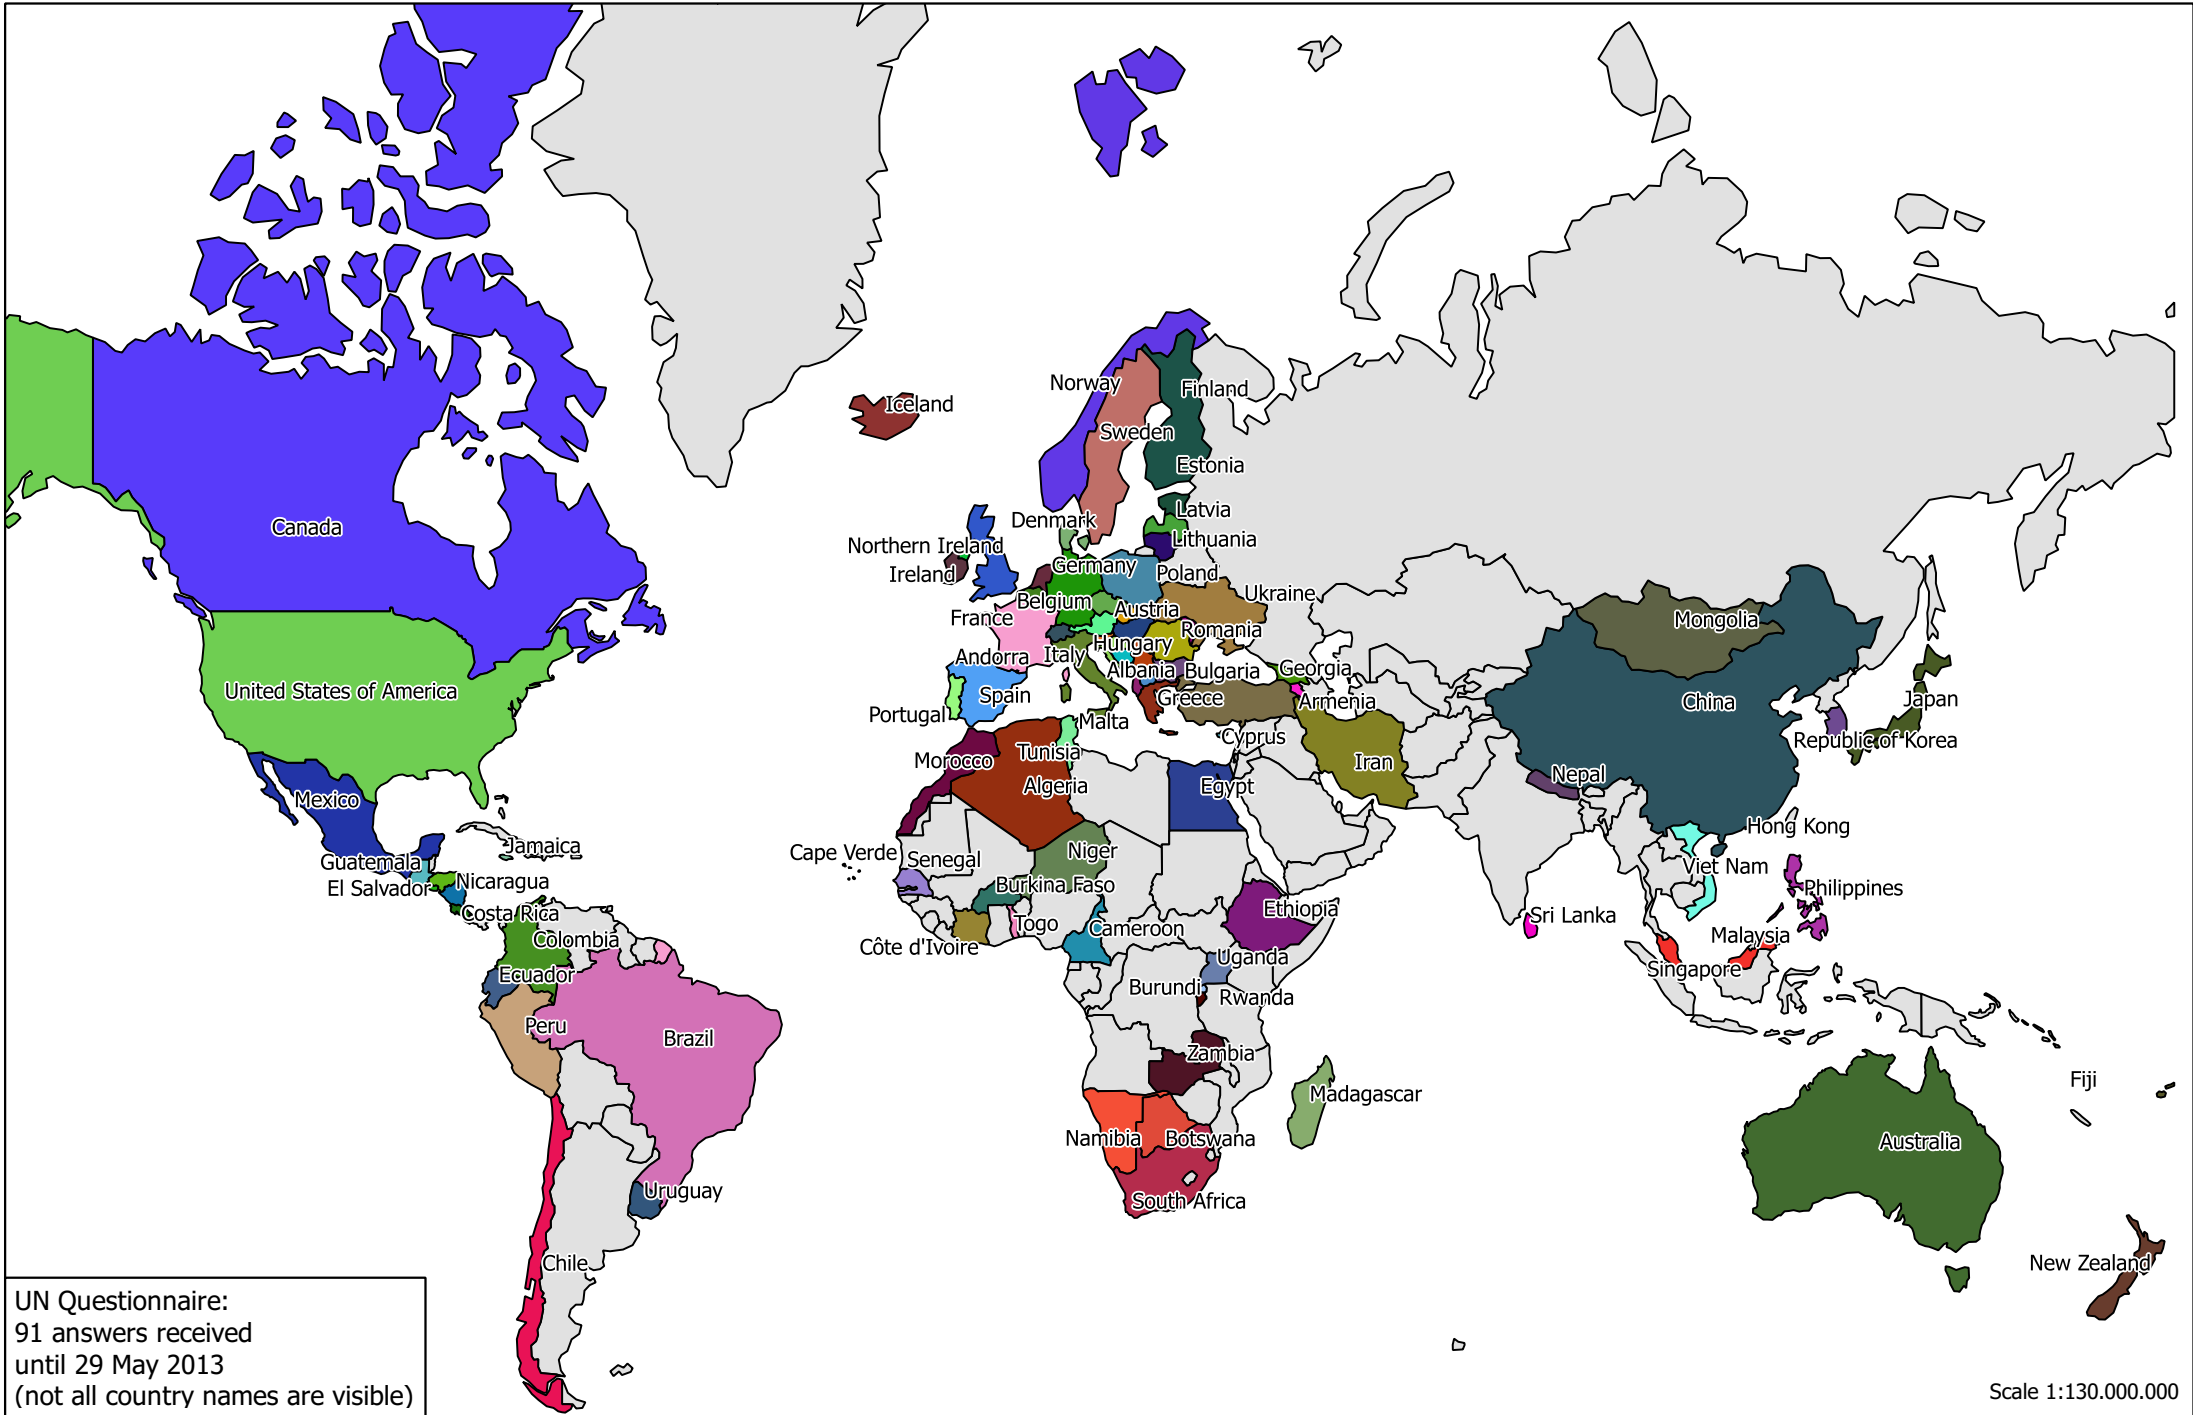 Norway
Finland
Iceland
Sweden
Estonia
Latvia
Denmark
Canada
Lithuania
Northern Ireland
Ireland
Germany
Poland
Ukraine
Belgium
Austria
France
Mongolia
Romania
Hungary
Andorra
Italy
Albania
Bulgaria
Georgia
United States of America
Spain
Greece
Armenia
China
Japan
Portugal
Malta
Cyprus
Republic of Korea
Tunisia
Morocco
Iran
Nepal
Algeria
Egypt
Mexico
Hong Kong
Jamaica
Cape Verde
Senegal
Niger
Guatemala
Viet Nam
El Salvador
Nicaragua
Burkina Faso
Philippines
Costa Rica
Togo
Cameroon
Ethiopia
Sri Lanka
Colombia
Côte d'Ivoire
Malaysia
Uganda
Singapore
Ecuador
Burundi
Rwanda
Peru
Brazil
Zambia
Madagascar
Fiji
Namibia
Botswana
Australia
Uruguay
South Africa
Chile
New Zealand
UN Questionnaire:
91 answers received
until 29 May 2013
(not all country names are visible)
Scale 1:130.000.000